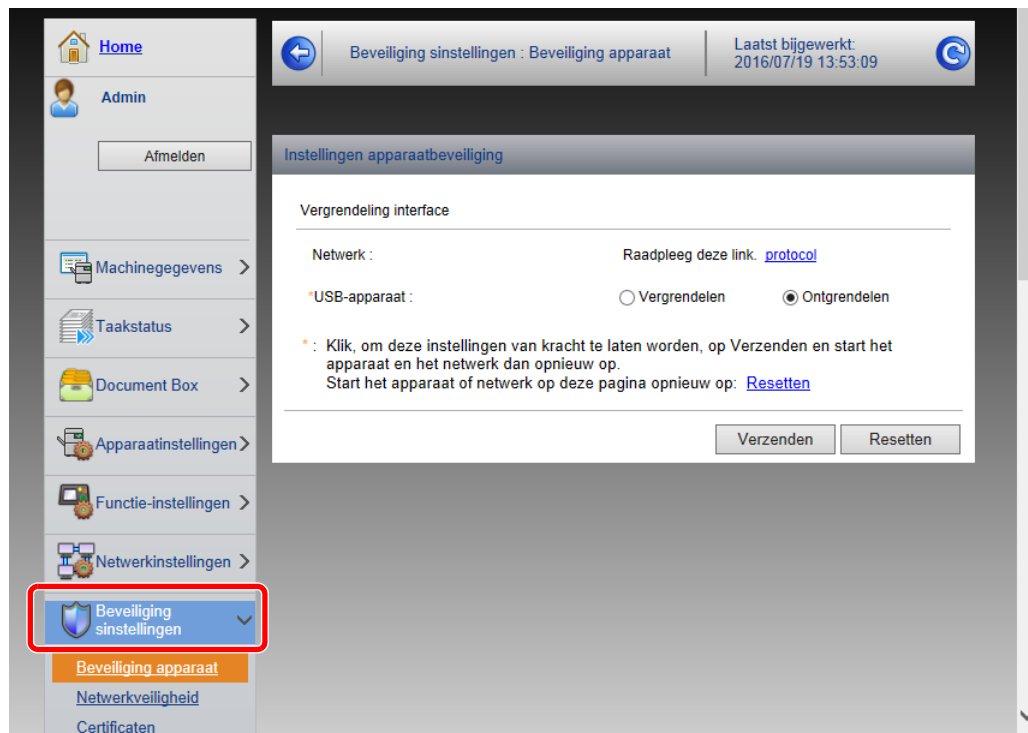 Home
Admin
Afmelden
Machinegegevens
Taakstatus
Document Box
Apparaatinstellingen
Functie-instellingen
Netwerkinstellingen
Beveiliging
sinstellingen
Beveiliging apparaat
Netwerkveiligheid
Certificaten
Beveiliging sinstellingen : Beveiliging apparaat
Laatst bijgewerkt:
2016/07/19 13:53:09
Instellingen apparaatbeveiliging
Vergrendeling interface
Netwerk : Raadpleeg deze link. protocol
*USB-apparaat : Vergrendelen Ontgrendelen
* : Klik, om deze instellingen van kracht te laten worden, op Verzenden en start het
apparaat en het netwerk dan opnieuw op.
Start het apparaat of netwerk op deze pagina opnieuw op: Resetten
Verzenden Resetten